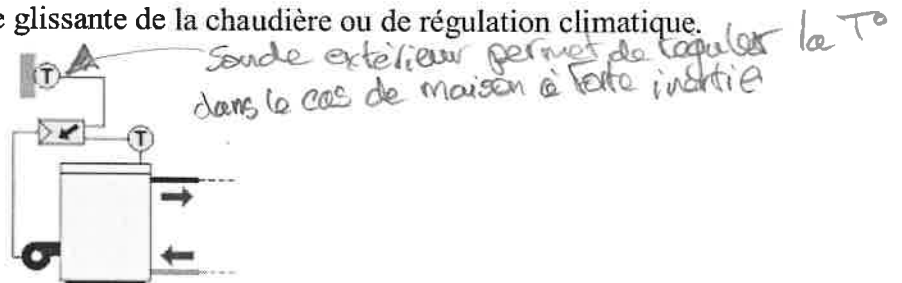 e glissante de la chaudière ou de régulation climatique.
Sonde extèrieur permet de réguler la T°
dans le cas de maison à forte inertie
T
T